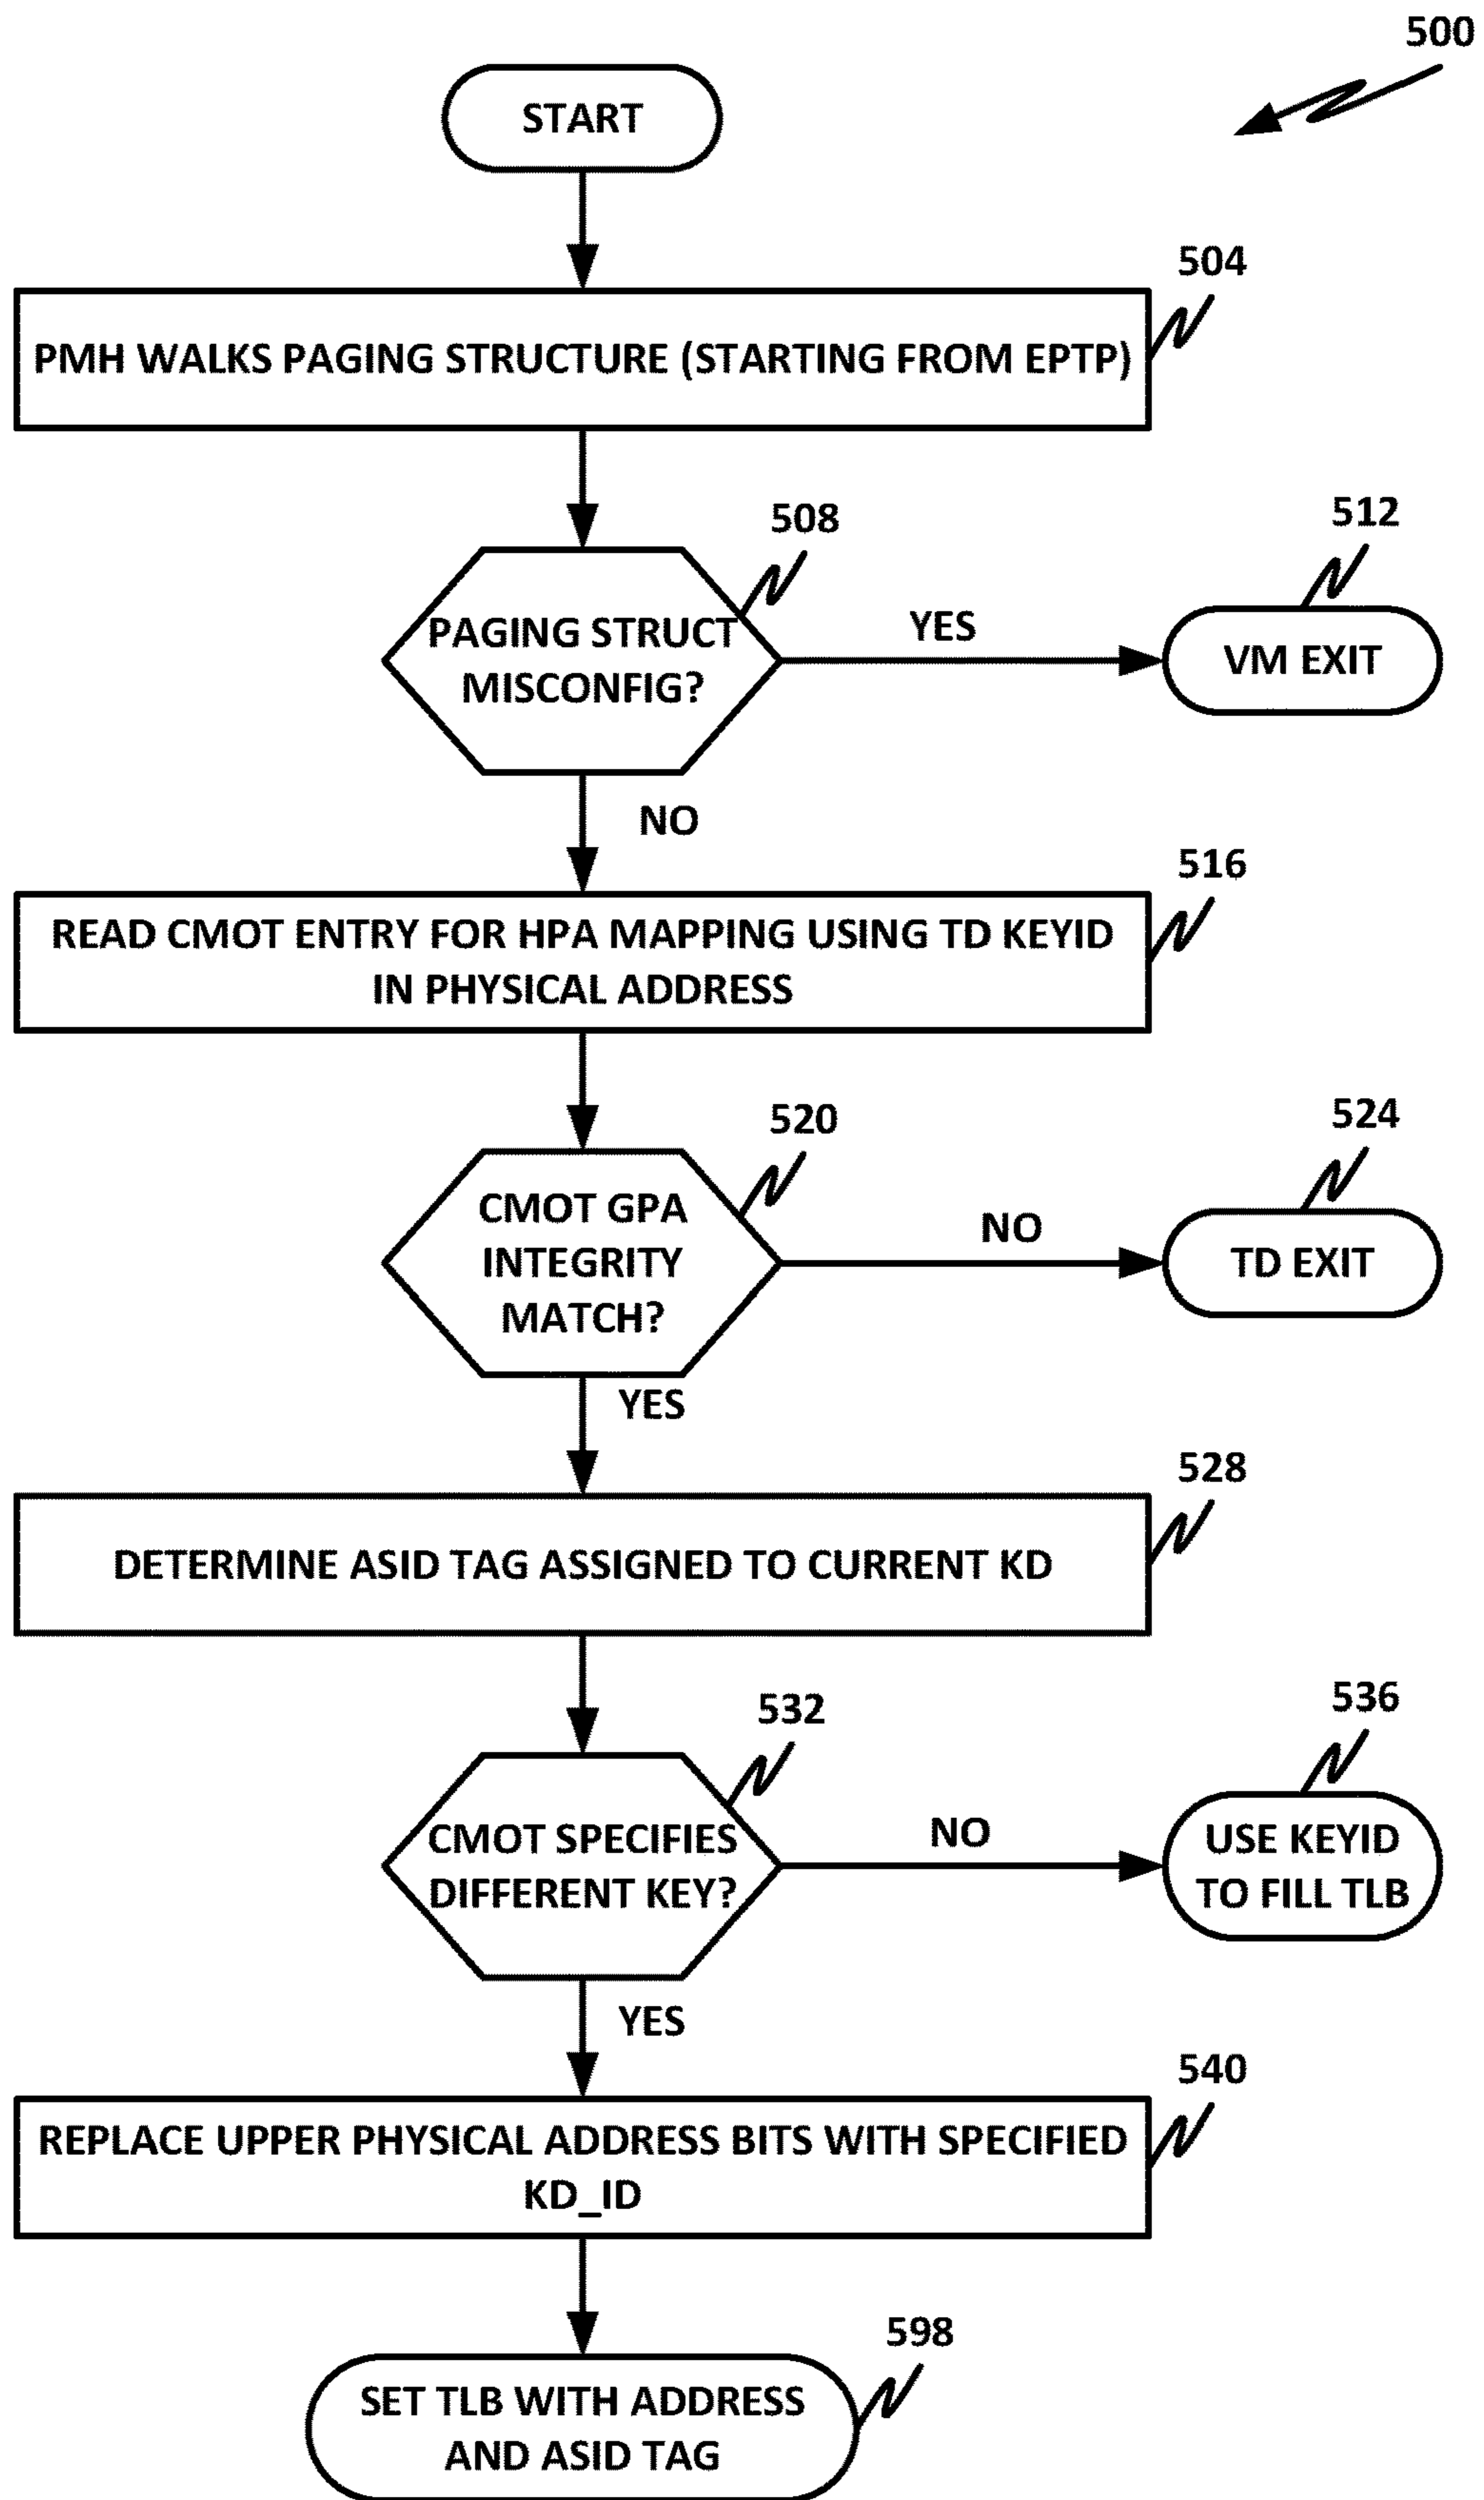 500
START
504
PMH WALKS PAGING STRUCTURE (STARTING FROM EPTP)
508
PAGING STRUCT
MISCONFIG?
YES
512
VM EXIT
NO
516
READ CMOT ENTRY FOR HPA MAPPING USING TD KEYID
IN PHYSICAL ADDRESS
520
CMOT GPA
INTEGRITY
MATCH?
NO
524
TD EXIT
YES
528
DETERMINE ASID TAG ASSIGNED TO CURRENT KD
532
CMOT SPECIFIES
DIFFERENT KEY?
NO
536
USE KEYID
TO FILL TLB
YES
540
REPLACE UPPER PHYSICAL ADDRESS BITS WITH SPECIFIED
KD_ID
598
SET TLB WITH ADDRESS
AND ASID TAG